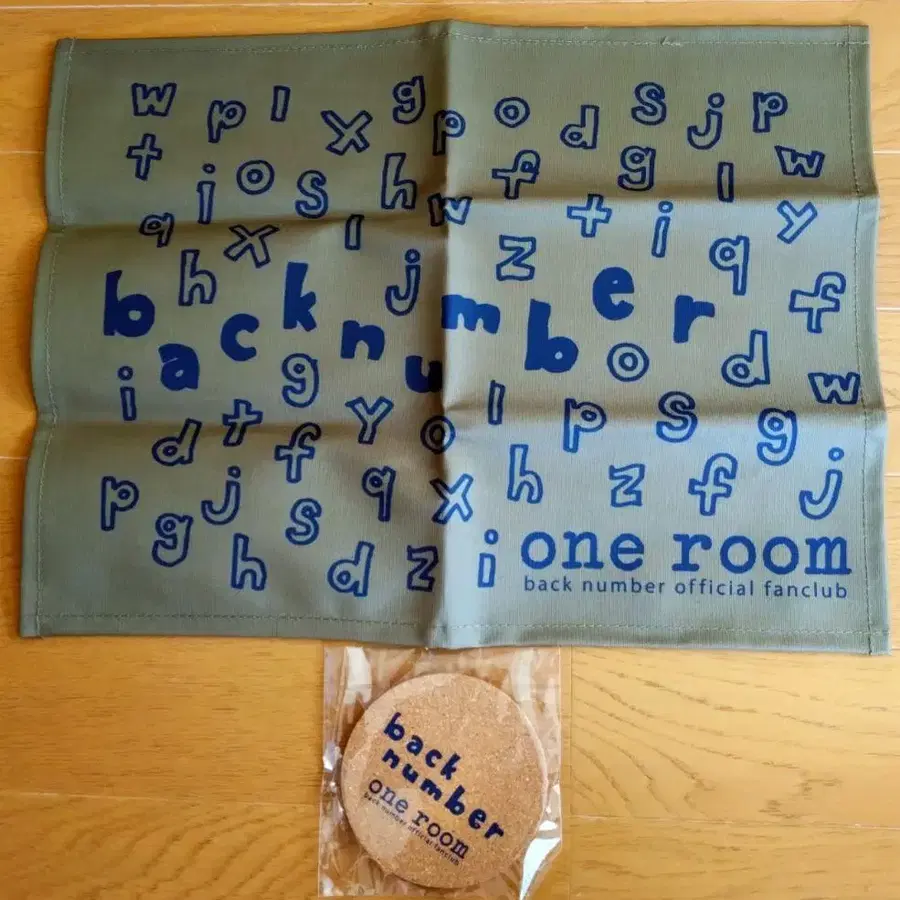 w p l x g p o d s j p
t j o s h f g l w
q x l w t i y
h j z q
back number
i g o d f
d t f y o l p s g w
p g j s q x h z f j
h d z i
one room
back number official fanclub
back
number
one room
back number official fanclub